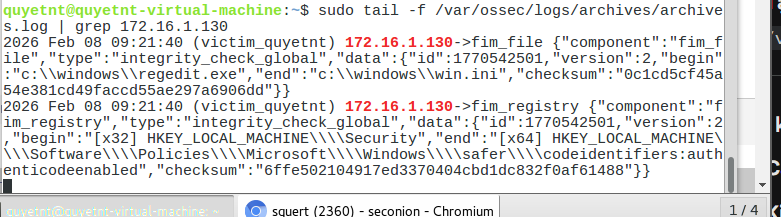 quyetnt@quyetnt-virtual-machine:~$ sudo tail -f /var/ossec/logs/archives/archive
s.log | grep 172.16.1.130
2026 Feb 08 09:21:40 (victim_quyetnt) 172.16.1.130->fim_file {"component":"fim_f
ile","type":"integrity_check_global","data":{"id":1770542501,"version":2,"begin"
:"c:\\windows\\regedit.exe","end":"c:\\windows\\win.ini","checksum":"0c1cd5cf45a
54e381cd49faccd55ae297a6906dd"}}
2026 Feb 08 09:21:40 (victim_quyetnt) 172.16.1.130->fim_registry {"component":"f
im_registry","type":"integrity_check_global","data":{"id":1770542501,"version":2
,"begin":"[x32] HKEY_LOCAL_MACHINE\\\\Security","end":"[x64] HKEY_LOCAL_MACHINE\
\\\Software\\\\Policies\\\\Microsoft\\\\Windows\\\\safer\\\\codeidentifiers:auth
enticodeenabled","checksum":"6ffe502104917ed3370404cbd1dc832f0af61488"}}
quyetnt@quyetnt-virtual-machine: ~
squert (2360) - seconion - Chromium
1 / 4